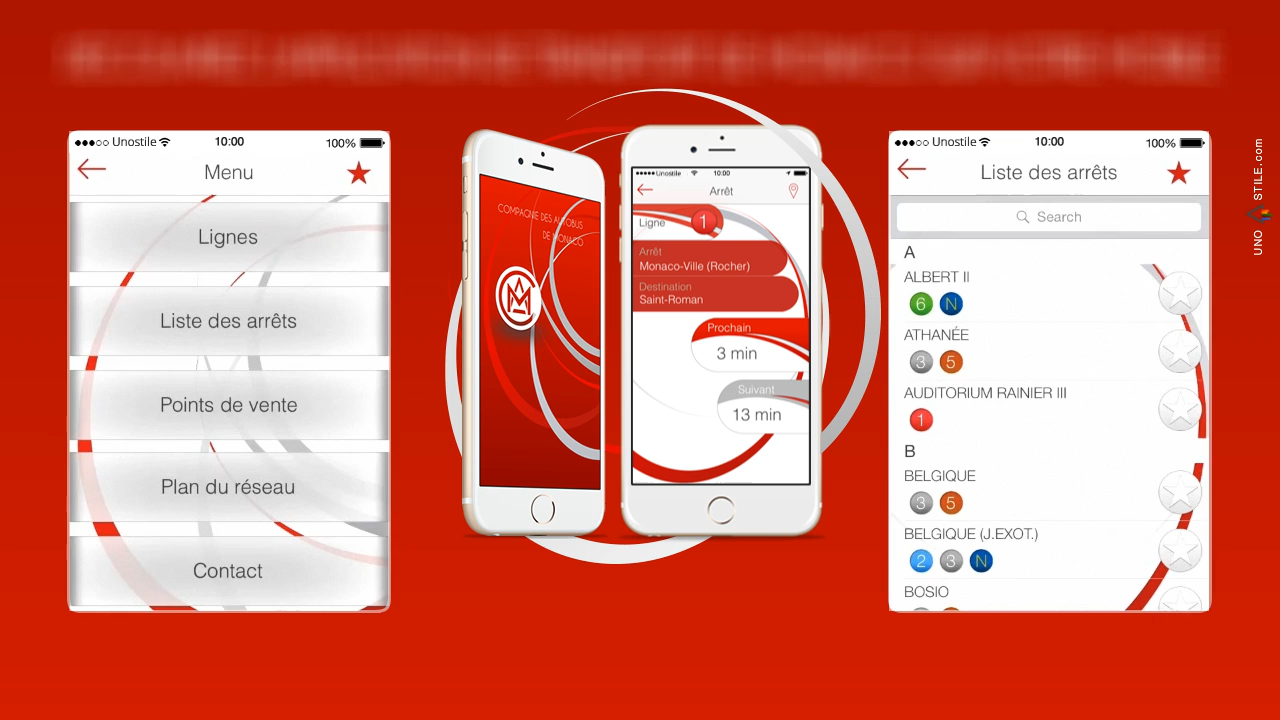 ●●●○○ Unostile 10:00 100%
Menu
Lignes
Liste des arrêts
Points de vente
Plan du réseau
Contact
COMPAGNIE DES AUTOBUS
DE MONACO
●●●●● Unostile 10:00 100%
Arrêt
Ligne 1
Arrêt
Monaco-Ville (Rocher)
Destination
Saint-Roman
Prochain
3 min
Suivant
13 min
●●●○○ Unostile 10:00 100%
Liste des arrêts
Search
A
ALBERT II
6 N
ATHANÉE
3 5
AUDITORIUM RAINIER III
1
B
BELGIQUE
3 5
BELGIQUE (J.EXOT.)
2 3 N
BOSIO
UNO STILE.com